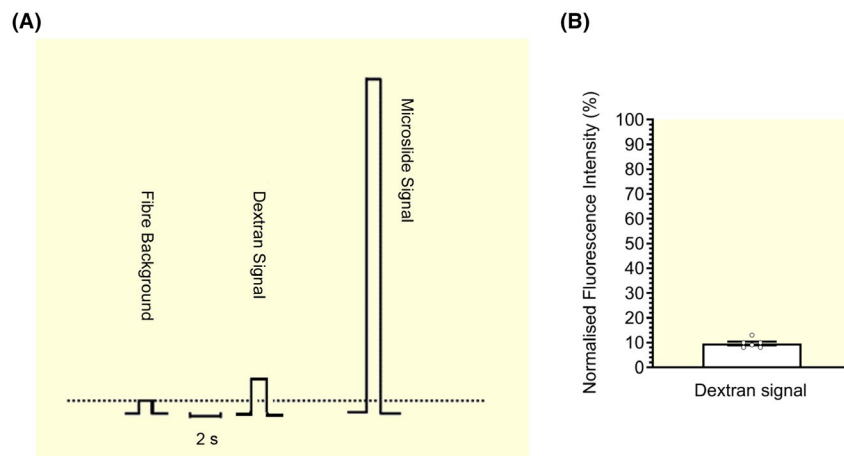 (A)
Fibre Background
Dextran Signal
Microslide Signal
2 s
(B)
Normalised Fluorescence Intensity (%)
100
90
80
70
60
50
40
30
20
10
0
Dextran signal